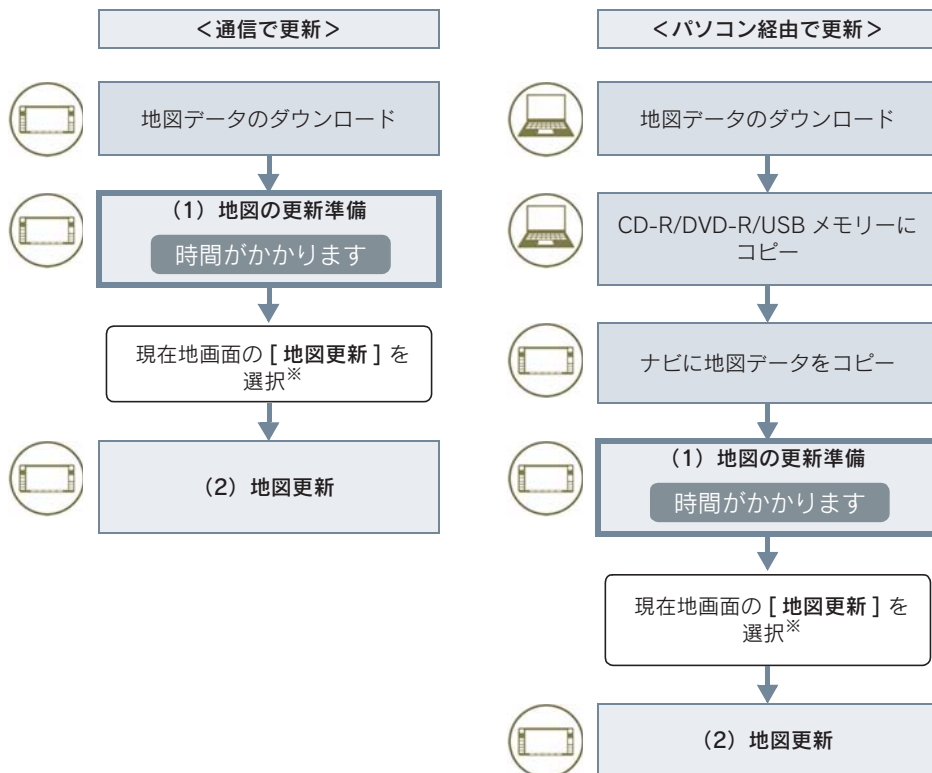 ＜通信で更新＞
地図データのダウンロード
（1）地図の更新準備
時間がかかります
現在地画面の [ 地図更新 ] を
選択※
（2）地図更新
＜パソコン経由で更新＞
地図データのダウンロード
CD-R/DVD-R/USB メモリーに
コピー
ナビに地図データをコピー
（1）地図の更新準備
時間がかかります
現在地画面の [ 地図更新 ] を
選択※
（2）地図更新